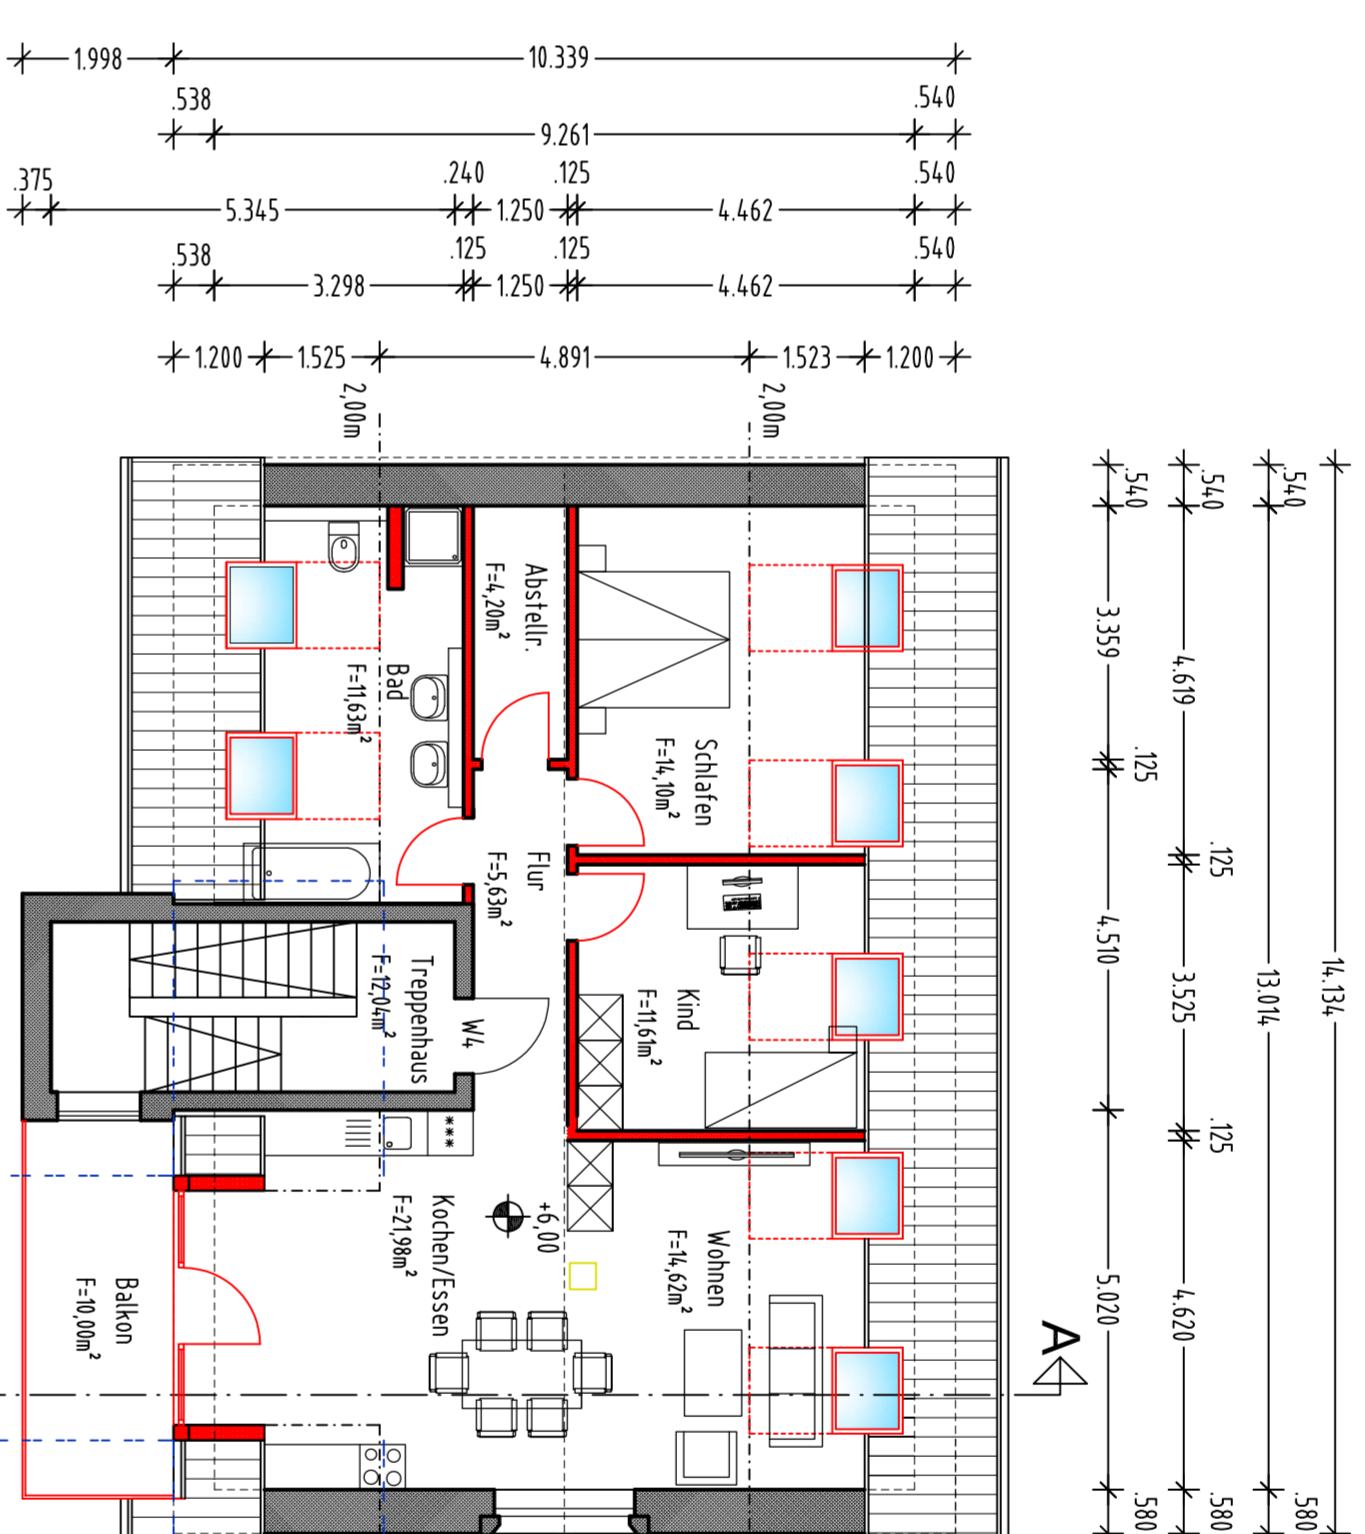 1.998
10.339
.538
.540
9.261
.375
.240
.125
.540
5.345
1.250
4.462
.538
.125
.125
.540
3.298
1.250
4.462
1.200
1.525
4.891
1.523
1.200
2,00m
2,00m
.540
.540
.540
3.359
4.619
.125
.125
4.510
3.525
13.014
14.134
.125
5.020
4.620
.580
.580
.580
Abstellr.
F=4,20m²
Bad
F=11,63m²
Schlafen
F=14,10m²
Flur
F=5,63m²
Treppenhaus
F=12,04m²
W4
Kind
F=11,61m²
Kochen/Essen
F=21,98m²
+6,00
Wohnen
F=14,62m²
Balkon
F=10,00m²
A